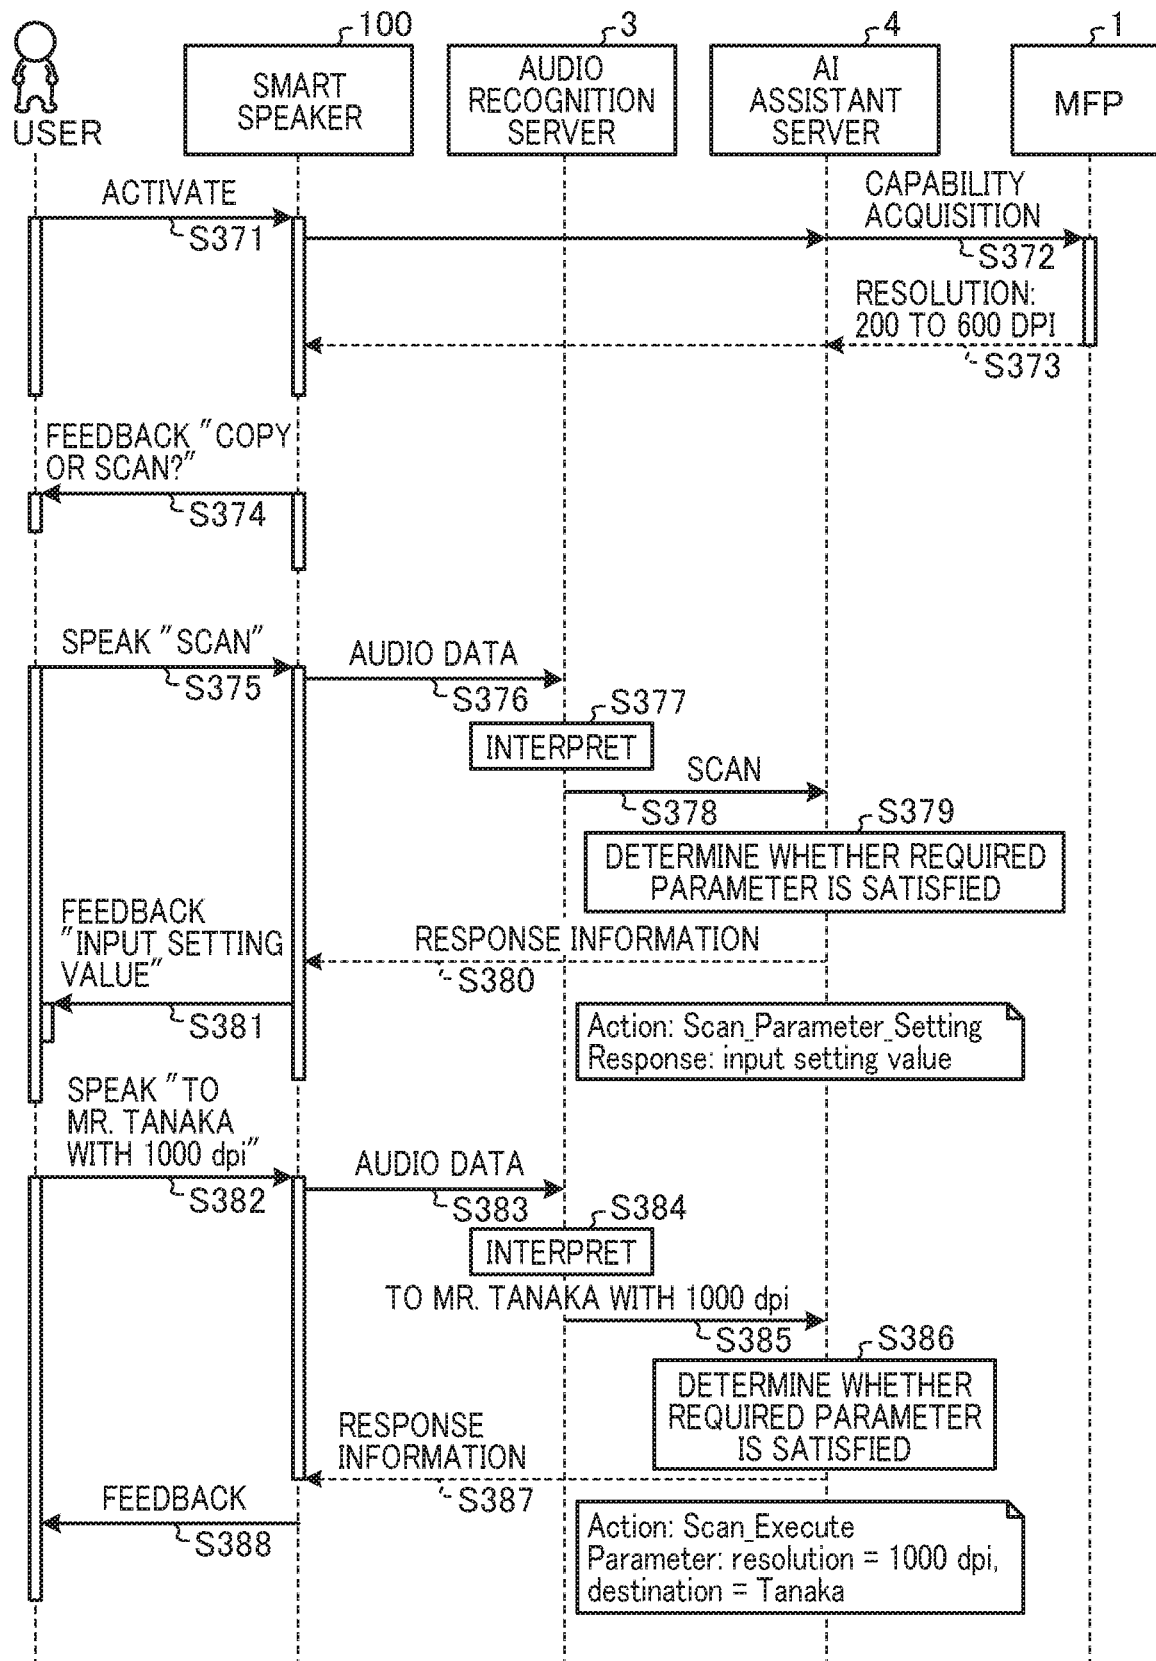 100
3
4
1
USER
SMART
SPEAKER
AUDIO
RECOGNITION
SERVER
AI
ASSISTANT
SERVER
MFP
ACTIVATE
S371
CAPABILITY
ACQUISITION
S372
RESOLUTION:
200 TO 600 DPI
S373
FEEDBACK "COPY
OR SCAN?"
S374
SPEAK "SCAN"
S375
AUDIO DATA
S376
S377
INTERPRET
SCAN
S378
S379
DETERMINE WHETHER REQUIRED
PARAMETER IS SATISFIED
FEEDBACK
"INPUT SETTING
VALUE"
RESPONSE INFORMATION
S380
S381
Action: Scan_Parameter_Setting
Response: input setting value
SPEAK "TO
MR. TANAKA
WITH 1000 dpi"
S382
AUDIO DATA
S383
S384
INTERPRET
TO MR. TANAKA WITH 1000 dpi
S385
S386
DETERMINE WHETHER
REQUIRED PARAMETER
IS SATISFIED
RESPONSE
INFORMATION
S387
FEEDBACK
S388
Action: Scan_Execute
Parameter: resolution = 1000 dpi,
destination = Tanaka